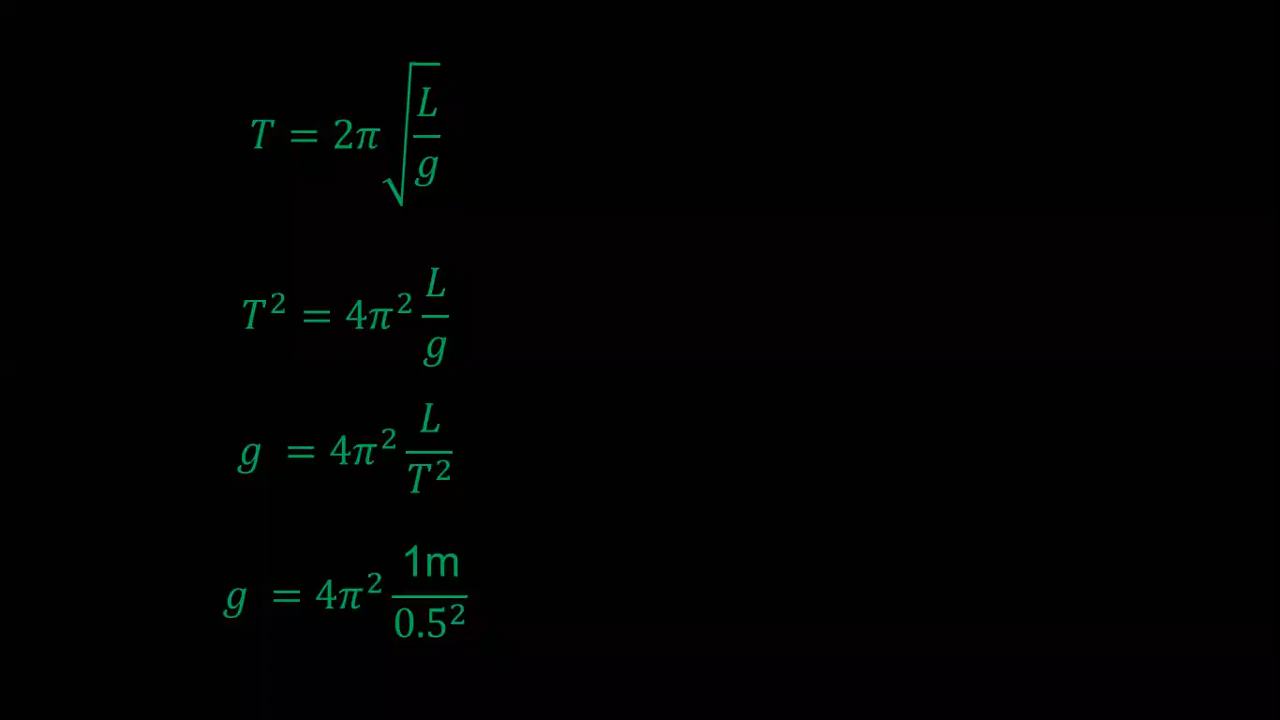 T = 2π√(L/g)
T² = 4π² L/g
g = 4π² L/T²
g = 4π² 1m/0.5²